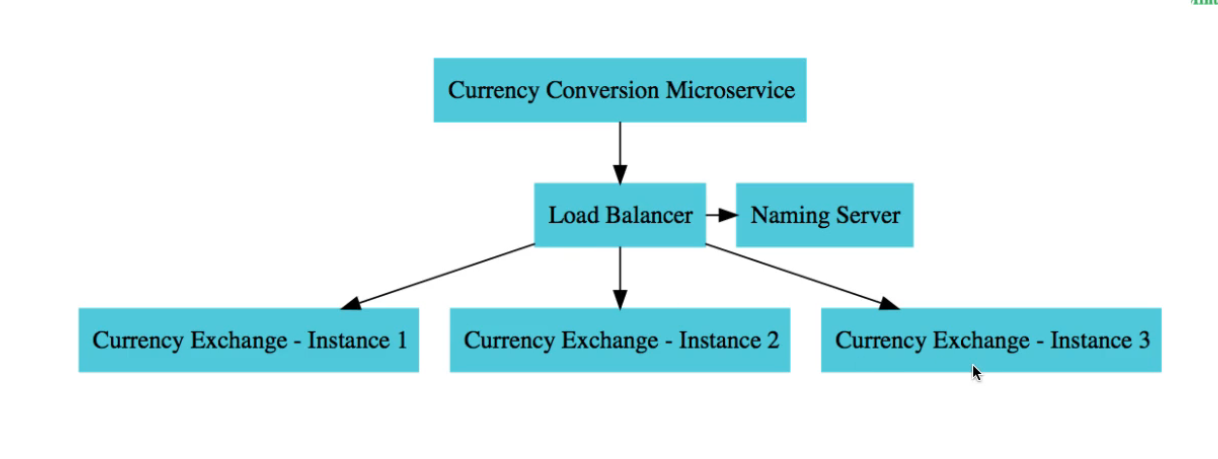 Currency Conversion Microservice
Load Balancer
Naming Server
Currency Exchange - Instance 1
Currency Exchange - Instance 2
Currency Exchange - Instance 3